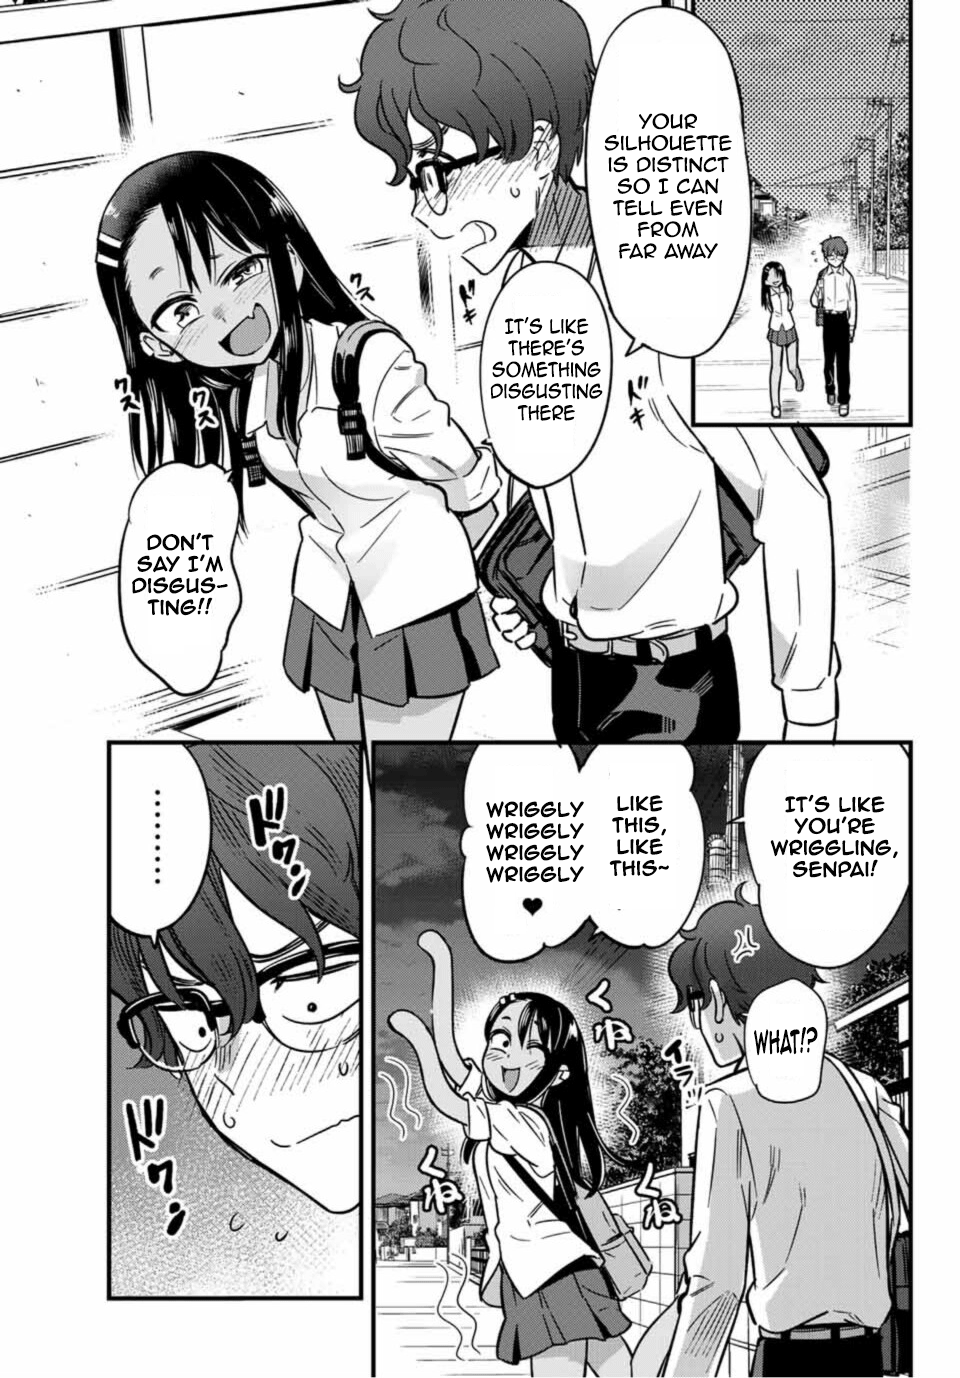 YOUR
SILHOUETTE
IS DISTINCT
SO I CAN
TELL EVEN
FROM
FAR AWAY
IT'S LIKE
THERE'S
SOMETHING
DISGUSTING
THERE
クス
クス
クス
ドキ
ドキ
DON'T
SAY I'M
DISGUS-
TING!!
IT'S LIKE
YOU'RE
WRIGGLING,
SENPAI!
LIKE
THIS,
LIKE
THIS~
WRIGGLY
WRIGGLY
WRIGGLY
WRIGGLY
♥
WHAT!?
イラッ
くね
くね
くね
………
ドクン
ドクン